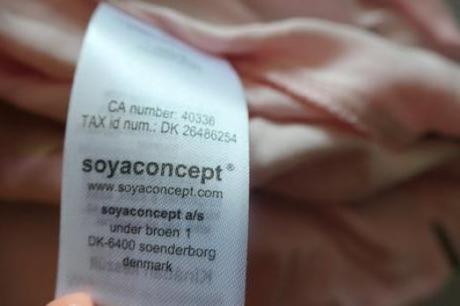 CA number: 40336
TAX id num.: DK 26486254
soyaconcept®
www.soyaconcept.com
soyaconcept a/s
under broen 1
DK-6400 soenderborg
denmark